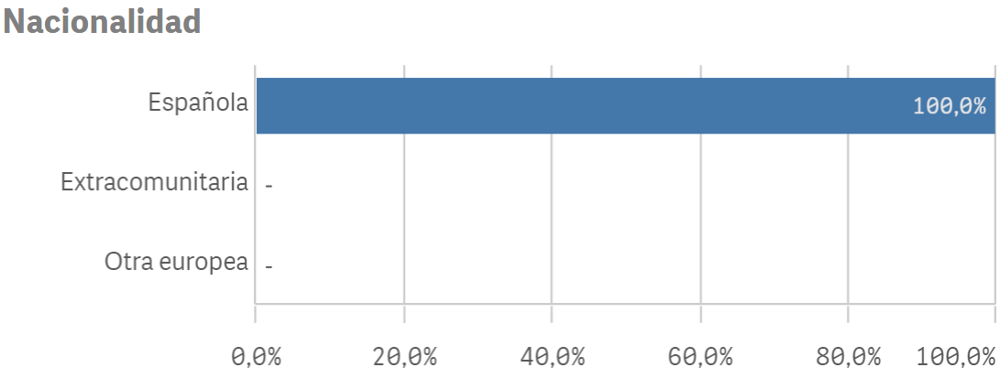 Nacionalidad
Española 100,0%
Extracomunitaria -
Otra europea -
0,0% 20,0% 40,0% 60,0% 80,0% 100,0%